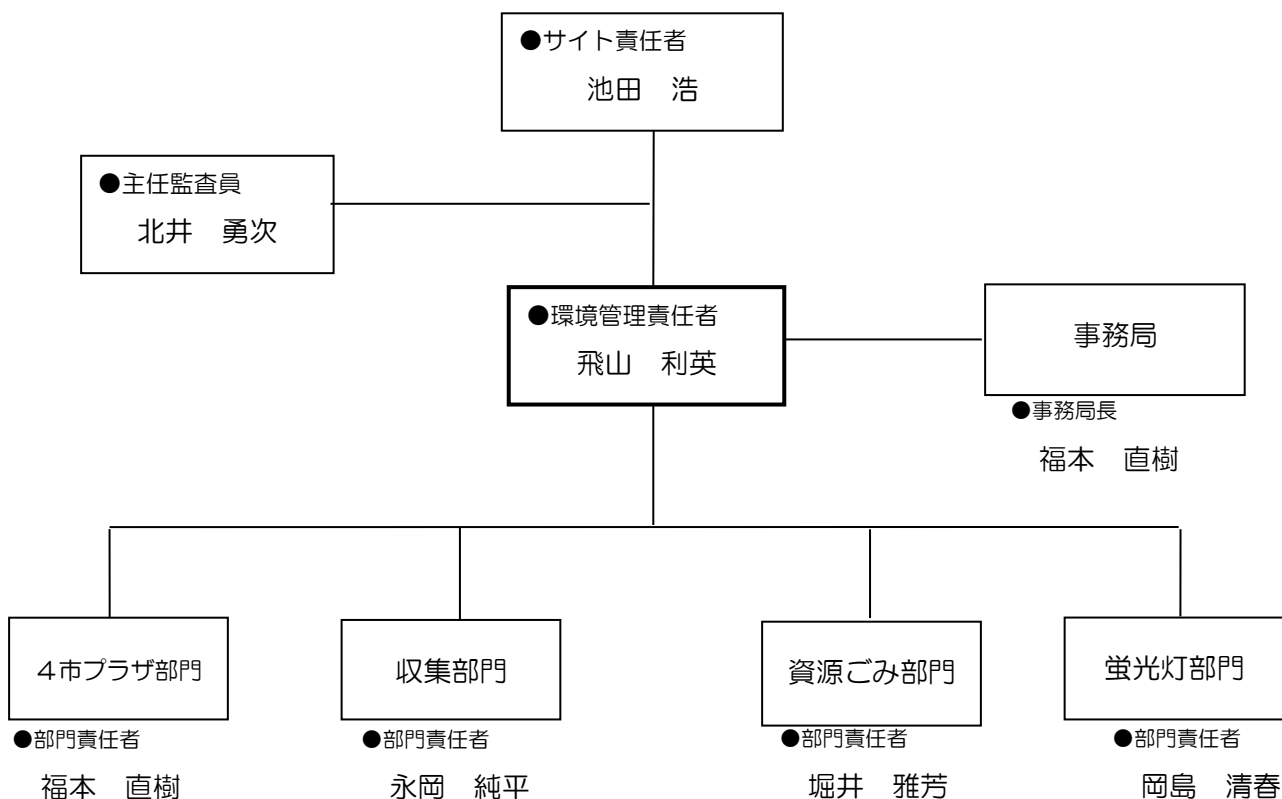 ●サイト責任者
池田　浩
●主任監査員
北井　勇次
●環境管理責任者
飛山　利英
事務局
●事務局長
福本　直樹
４市プラザ部門
●部門責任者
福本　直樹
収集部門
●部門責任者
永岡　純平
資源ごみ部門
●部門責任者
堀井　雅芳
蛍光灯部門
●部門責任者
岡島　清春